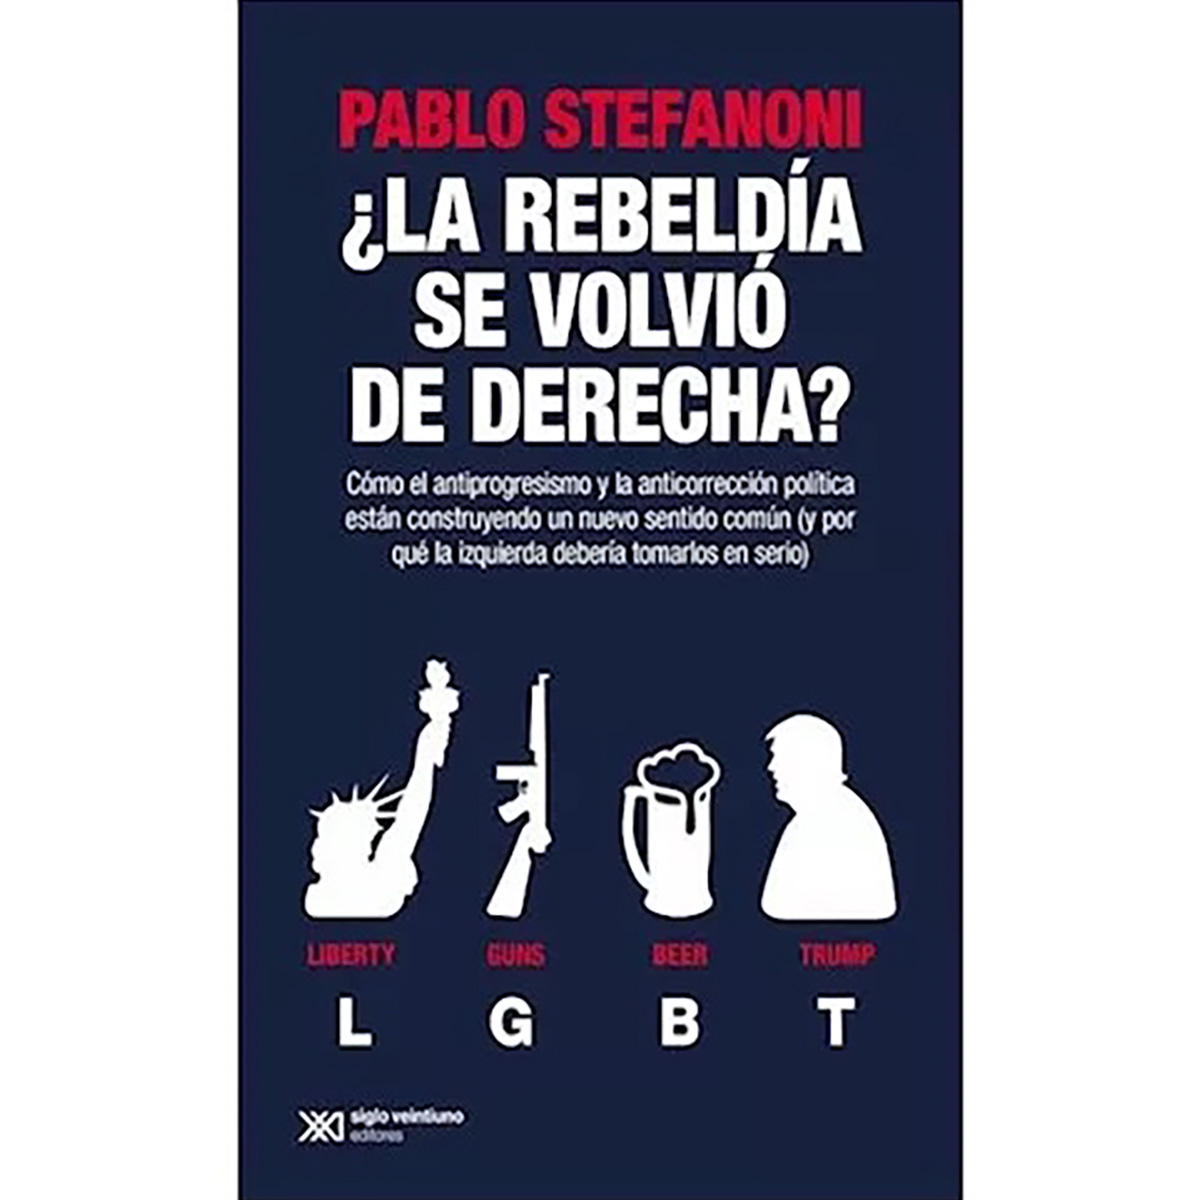 PABLO STEFANONI
¿LA REBELDÍA
SE VOLVIÓ
DE DERECHA?
Cómo el antiprogresismo y la anticorrección política
están construyendo un nuevo sentido común (y por
qué la izquierda debería tomarlos en serio)
LIBERTY GUNS BEER TRUMP
L G B T
siglo veintiuno
editores